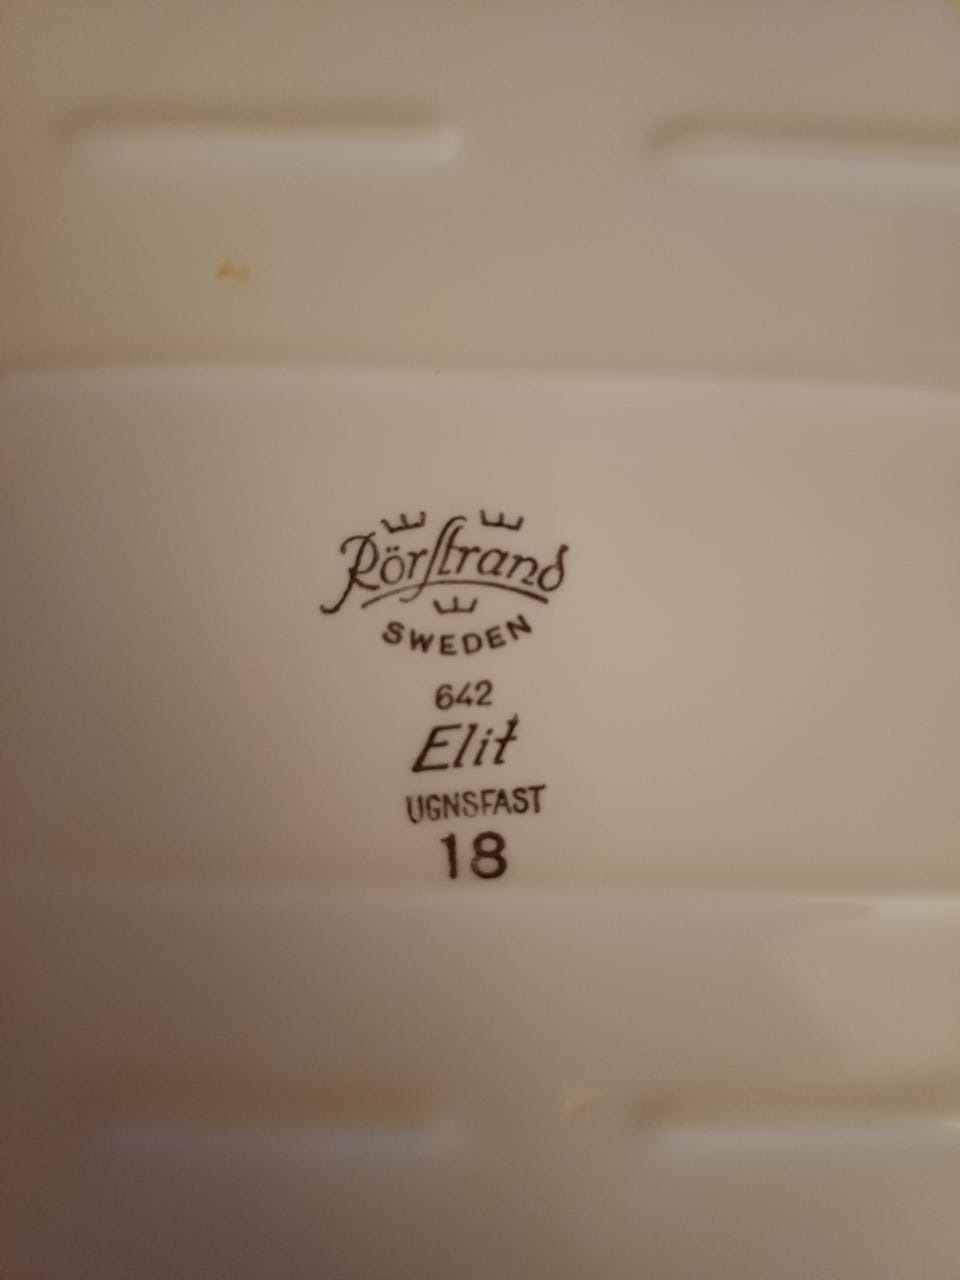 Rörstrand
SWEDEN
642
Elit
UGNSFAST
18